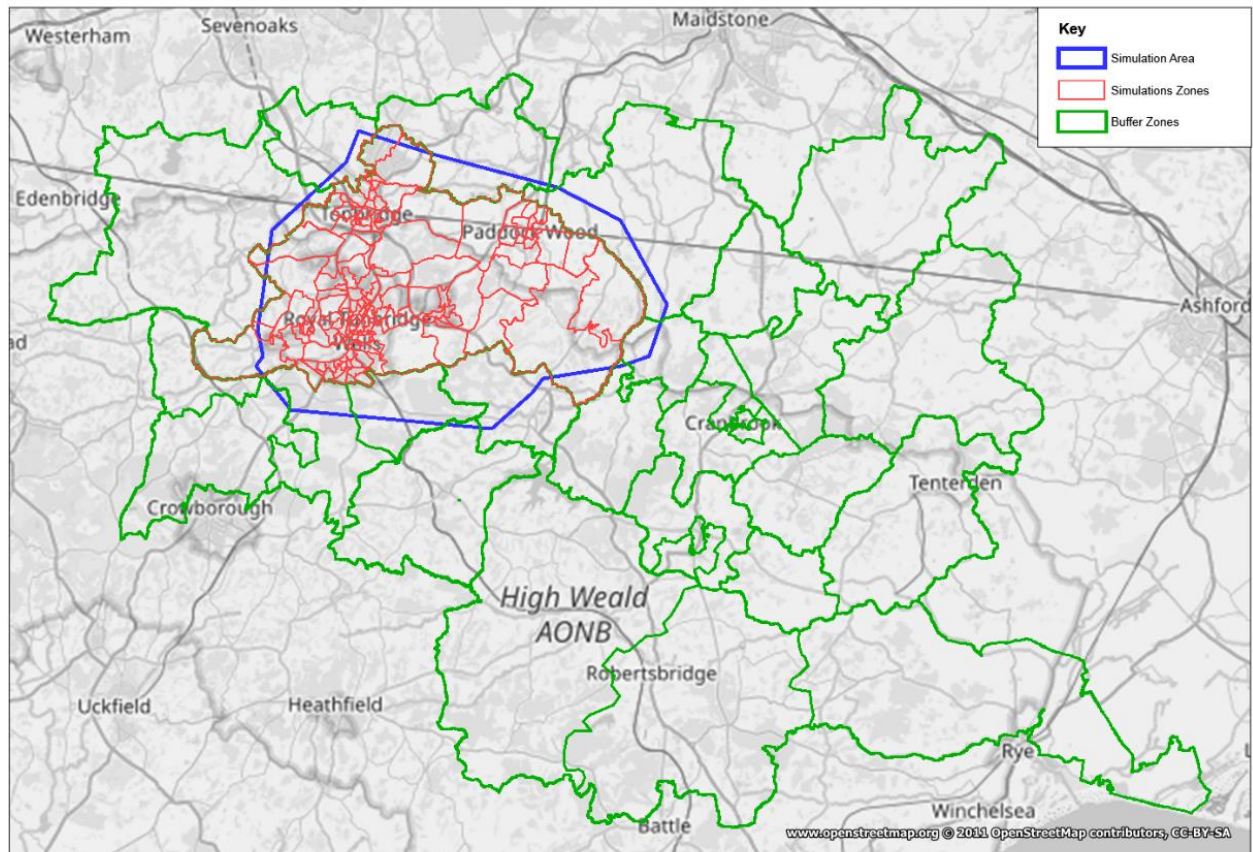 Maidstone
Sevenoaks
Westerham
Key
Simulation Area
Simulations Zones
Buffer Zones
Edenbridge
Tonbridge
Paddock Wood
Ashford
Royal Tunbridge
Wells
ad
Cranbrook
Tenterden
Crowborough
High Weald
AONB
Robertsbridge
Uckfield
Heathfield
Rye
L
Winchelsea
Battle
www.openstreetmap.org © 2011 OpenStreetMap contributors, CC-BY-SA